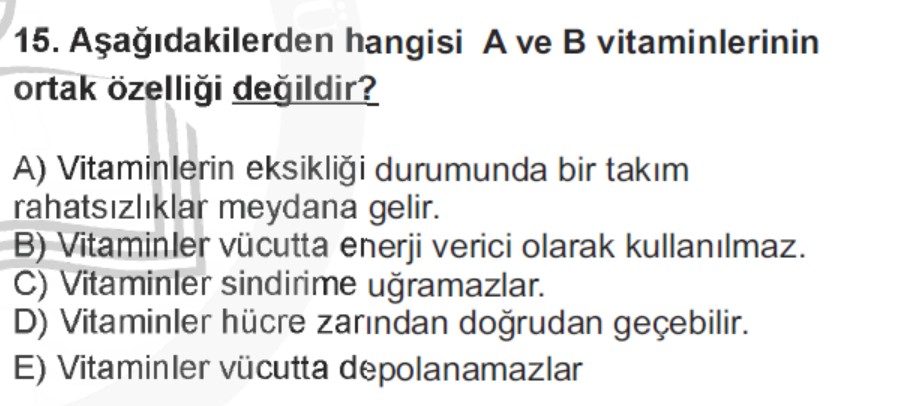 15. Aşağıdakilerden hangisi A ve B vitaminlerinin
ortak özelliği değildir?
A) Vitaminlerin eksikliği durumunda bir takım
rahatsızlıklar meydana gelir.
B) Vitaminler vücutta enerji verici olarak kullanılmaz.
C) Vitaminler sindirime uğramazlar.
D) Vitaminler hücre zarından doğrudan geçebilir.
E) Vitaminler vücutta depolanamazlar